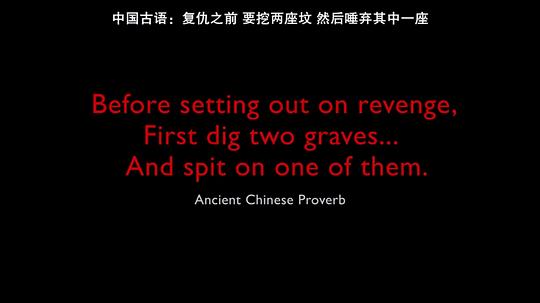 中国古语：复仇之前 要挖两座坟 然后唾弃其中一座
Before setting out on revenge,
First dig two graves...
And spit on one of them.
Ancient Chinese Proverb